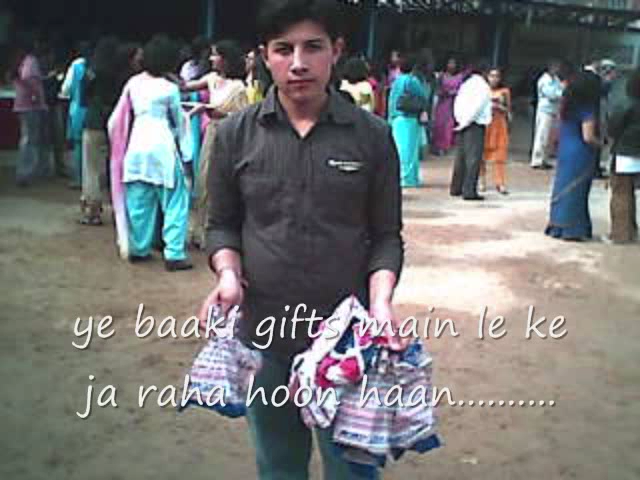 ye baaki gifts main le ke
ja raha hoon haan..........